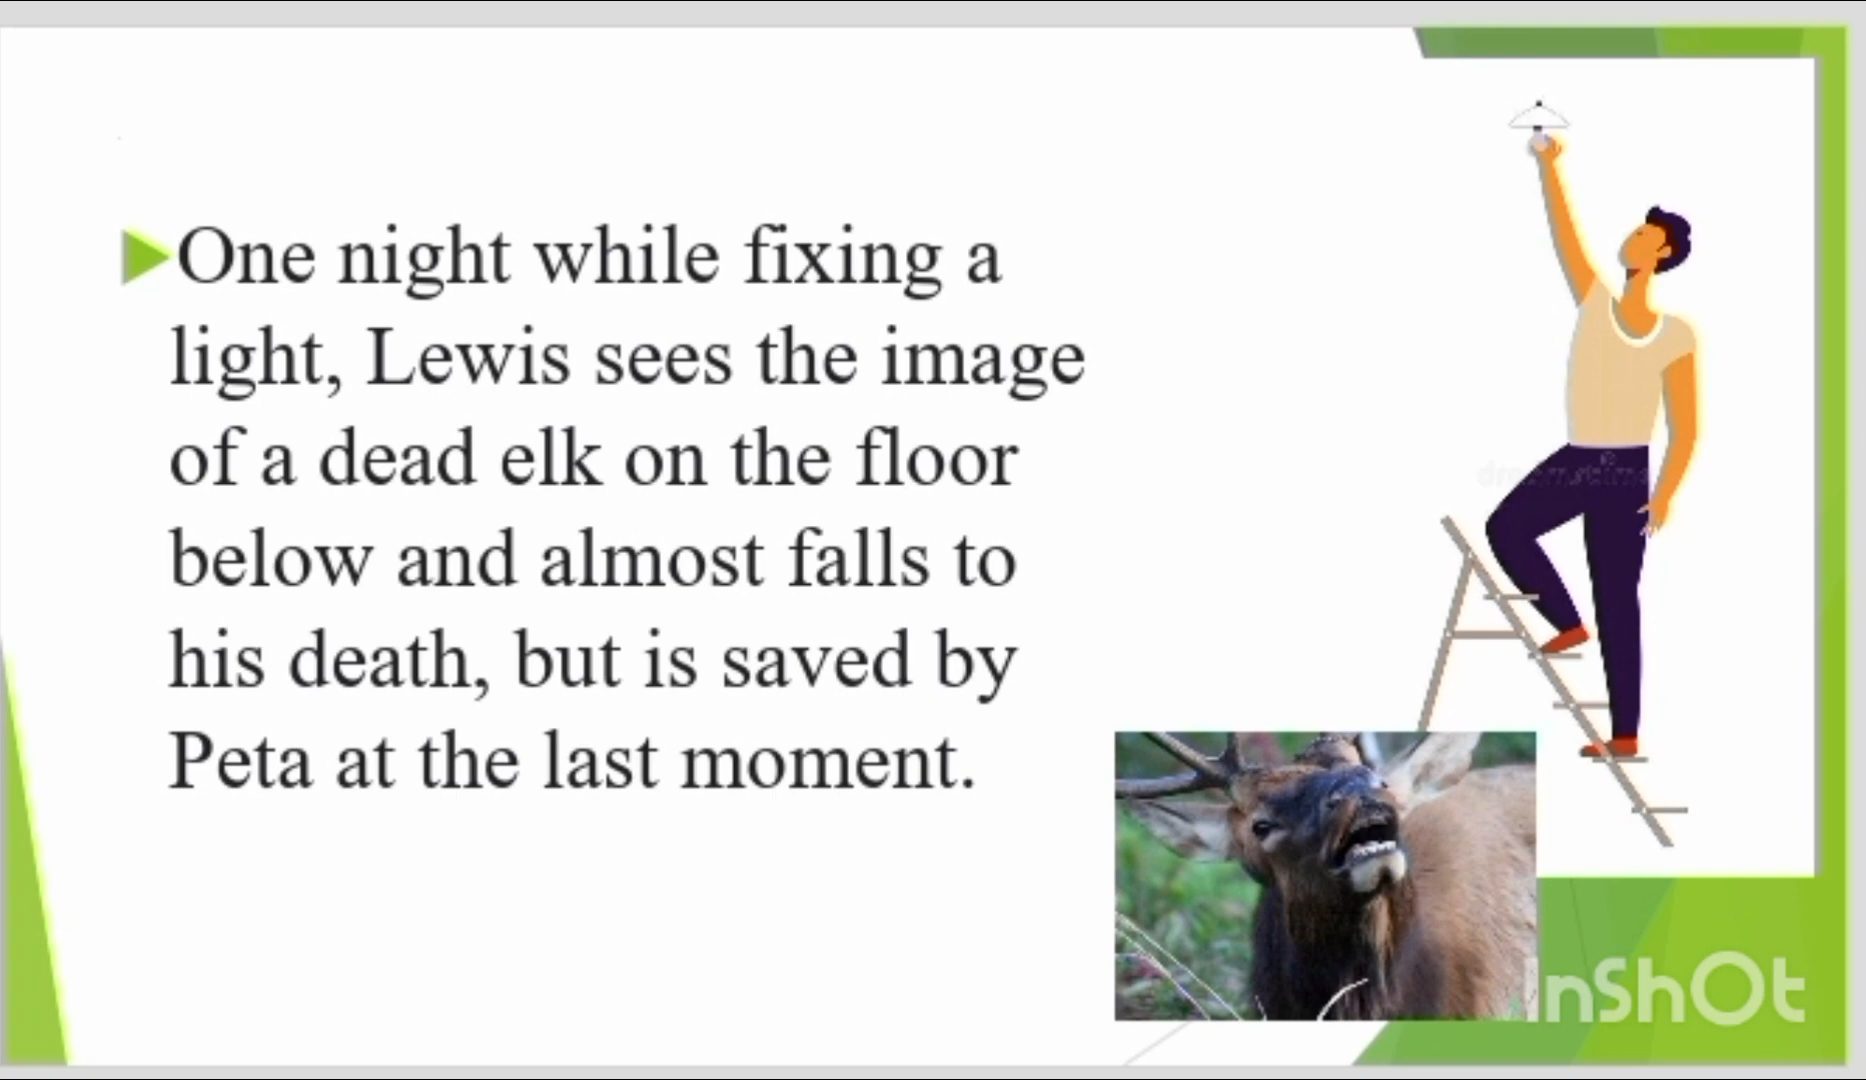 One night while fixing a
light, Lewis sees the image
of a dead elk on the floor
below and almost falls to
his death, but is saved by
Peta at the last moment.
dreamstime
InShOt